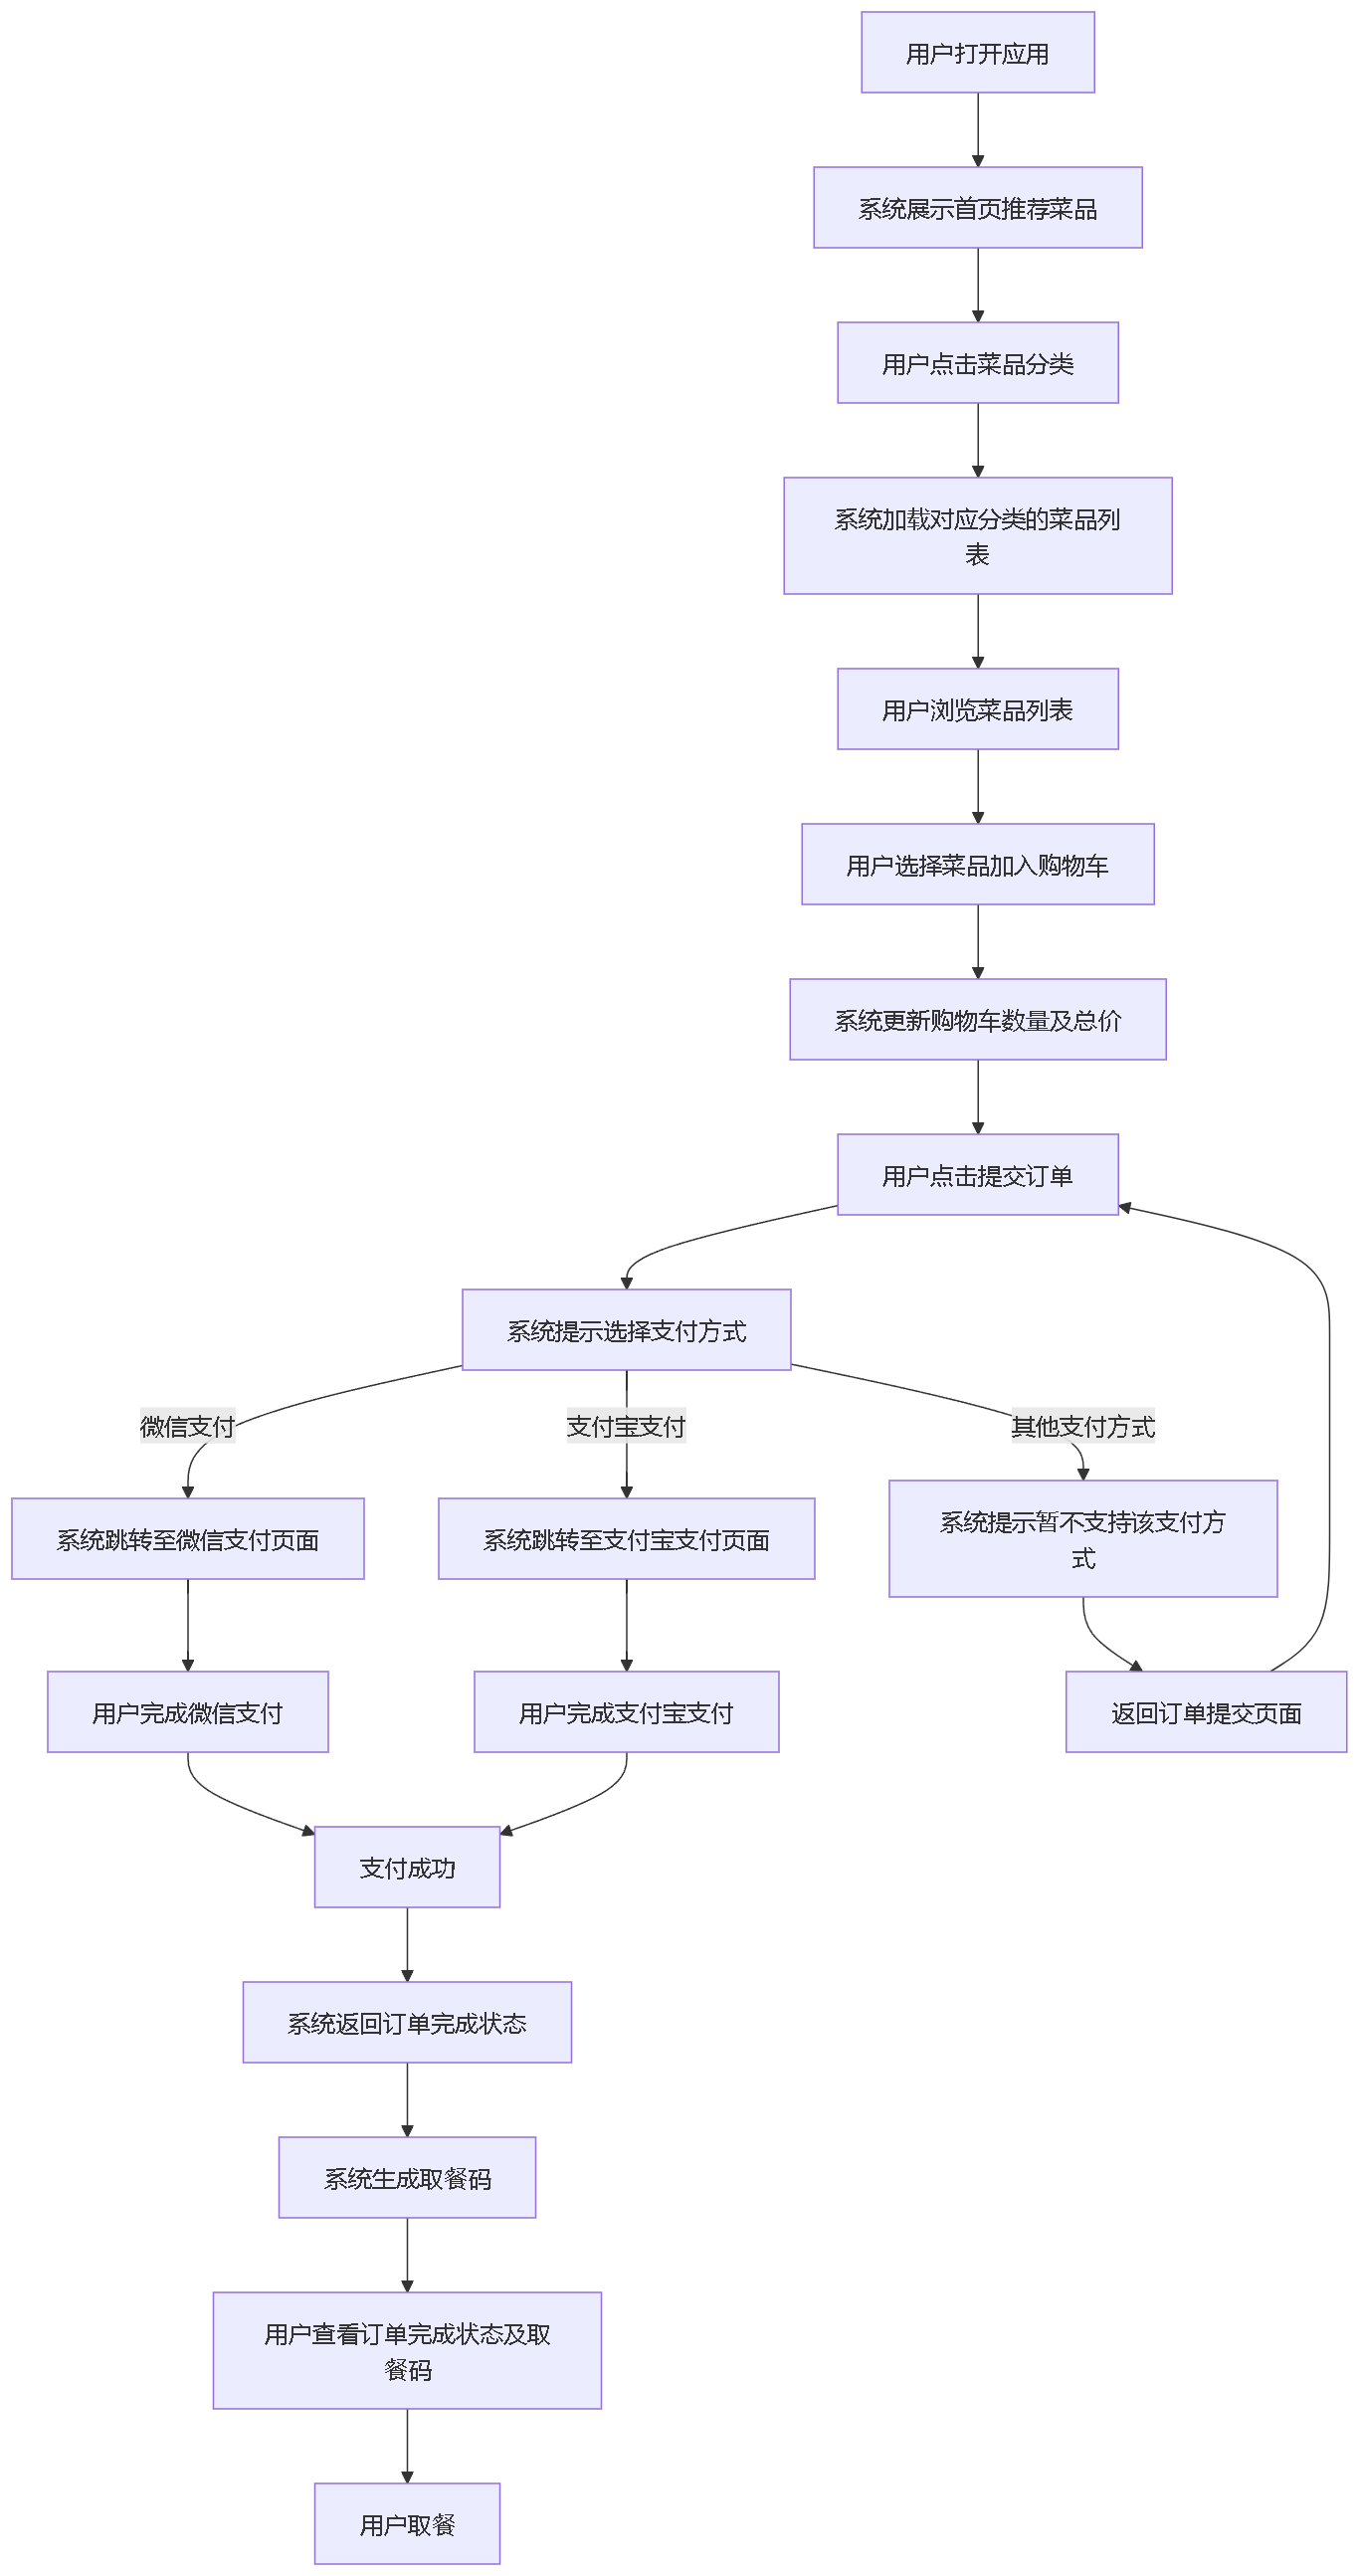 用户打开应用
系统展示首页推荐菜品
用户点击菜品分类
系统加载对应分类的菜品列
表
用户浏览菜品列表
用户选择菜品加入购物车
系统更新购物车数量及总价
用户点击提交订单
系统提示选择支付方式
微信支付
支付宝支付
其他支付方式
系统跳转至微信支付页面
系统跳转至支付宝支付页面
系统提示暂不支持该支付方
式
用户完成微信支付
用户完成支付宝支付
返回订单提交页面
支付成功
系统返回订单完成状态
系统生成取餐码
用户查看订单完成状态及取
餐码
用户取餐